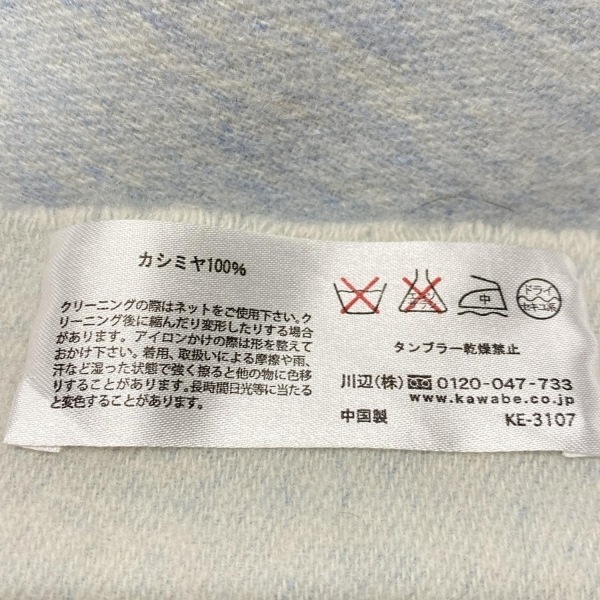 カシミヤ100%
クリーニングの際はネットをご使用下さい。ク
リーニング後に縮んだり変形したりする場合
があります。アイロンかけの際は形を整えて
おかけ下さい。着用、取扱いによる摩擦や雨、
汗など湿った状態で強く擦ると他の物に色移
りすることがあります。長時間日光等に当たる
と変色することがあります。
中
ドライ
セキユ系
タンブラー乾燥禁止
川辺(株) 0120-047-733
www.kawabe.co.jp
中国製 KE-3107